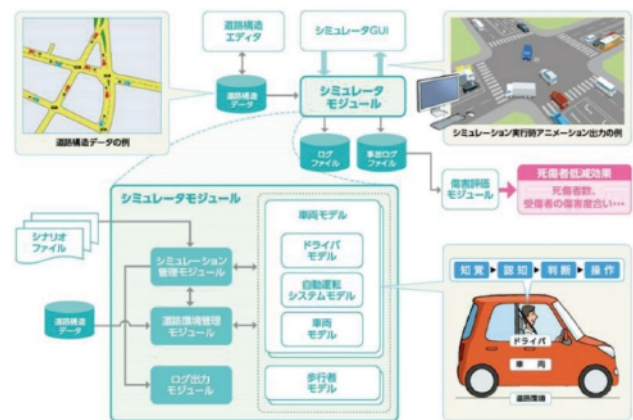 道路構造
エディタ
シミュレータGUI
道路構造
データ
シミュレータ
モジュール
道路構造データの例
シミュレーション実行時アニメーション出力の例
ログ
ファイル
事故ログ
ファイル
傷害評価
モジュール
死傷者低減効果
死傷者数、
受傷者の傷害度合い…
シミュレータモジュール
シナリオ
ファイル
シミュレーション
管理モジュール
道路構造
データ
道路環境管理
モジュール
ログ出力
モジュール
車両モデル
ドライバ
モデル
自動運転
システムモデル
車両
モデル
歩行者
モデル
知覚
認知
判断
操作
ドライバ
車 両
道路環境